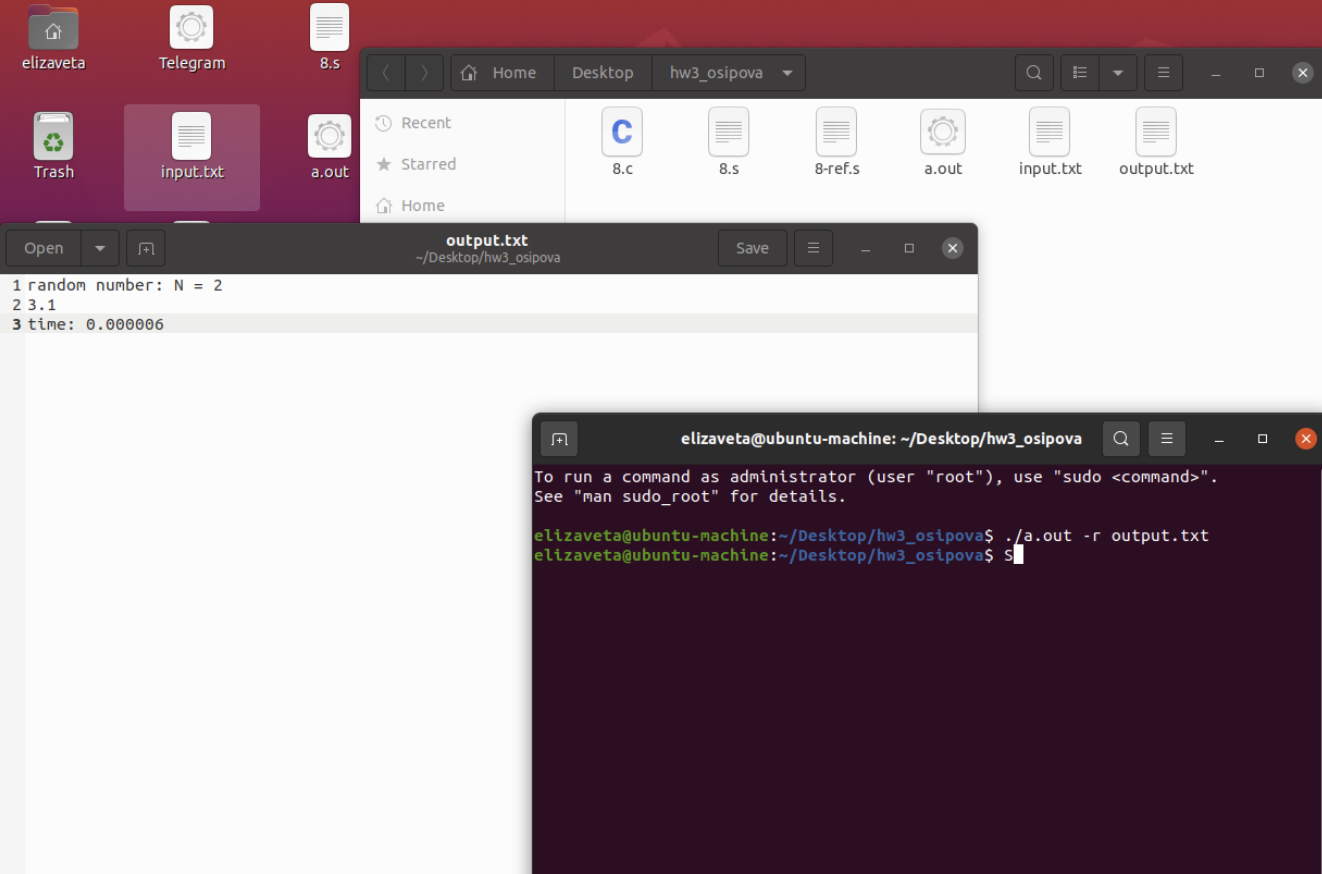 elizaveta
Telegram
8.s
Trash
input.txt
a.out
Home Desktop hw3_osipova
Recent
Starred
Home
8.c 8.s 8-ref.s a.out input.txt output.txt
Open
output.txt
~/Desktop/hw3_osipova
Save
1 random number: N = 2
2 3.1
3 time: 0.000006
elizaveta@ubuntu-machine: ~/Desktop/hw3_osipova
To run a command as administrator (user "root"), use "sudo <command>".
See "man sudo_root" for details.
elizaveta@ubuntu-machine:~/Desktop/hw3_osipova$ ./a.out -r output.txt
elizaveta@ubuntu-machine:~/Desktop/hw3_osipova$ S